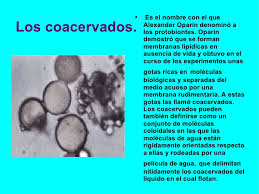 Los coacervados.
• Es el nombre con el que
Alexander Oparin denominó a
los protobiontes. Oparin
demostró que se forman
membranas lipídicas en
ausencia de vida y obtuvo en el
curso de los experimentos unas
gotas ricas en moléculas
biológicas y separadas del
medio acuoso por una
membrana rudimentaria. A estas
gotas las llamó coacervados.
Los coacervados pueden
también definirse como un
conjunto de moléculas
coloidales en las que las
moléculas de agua están
rígidamente orientadas respecto
a ellas y rodeadas por una
película de agua, que delimitan
nítidamente los coacervados del
líquido en el cual flotan.